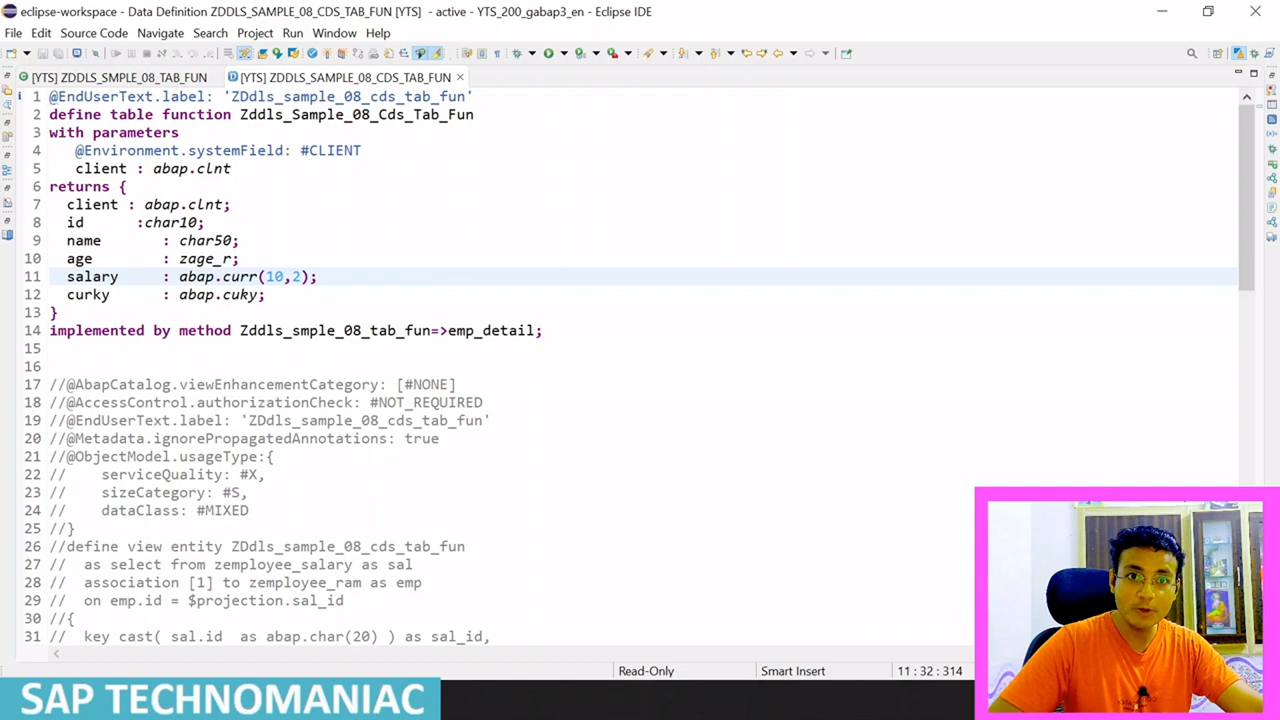 eclipse-workspace - Data Definition ZDDLS_SAMPLE_08_CDS_TAB_FUN [YTS] - active - YTS_200_gabap3_en - Eclipse IDE
File Edit Source Code Navigate Search Project Run Window Help
[YTS] ZDDLS_SMPLE_08_TAB_FUN [YTS] ZDDLS_SAMPLE_08_CDS_TAB_FUN
1 @EndUserText.label: 'ZDdls_sample_08_cds_tab_fun'
2 define table function Zddls_Sample_08_Cds_Tab_Fun
3 with parameters
4 @Environment.systemField: #CLIENT
5 client : abap.clnt
6 returns {
7 client : abap.clnt;
8 id :char10;
9 name : char50;
10 age : zage_r;
11 salary : abap.curr(10,2);
12 curky : abap.cuky;
13 }
14 implemented by method Zddls_smple_08_tab_fun=>emp_detail;
15
16
17 //@AbapCatalog.viewEnhancementCategory: [#NONE]
18 //@AccessControl.authorizationCheck: #NOT_REQUIRED
19 //@EndUserText.label: 'ZDdls_sample_08_cds_tab_fun'
20 //@Metadata.ignorePropagatedAnnotations: true
21 //@ObjectModel.usageType:{
22 // serviceQuality: #X,
23 // sizeCategory: #S,
24 // dataClass: #MIXED
25 //}
26 //define view entity ZDdls_sample_08_cds_tab_fun
27 // as select from zemployee_salary as sal
28 // association [1] to zemployee_ram as emp
29 // on emp.id = $projection.sal_id
30 //{
31 // key cast( sal.id as abap.char(20) ) as sal_id,
Read-Only Smart Insert 11 : 32 : 314
SAP TECHNOMANIAC